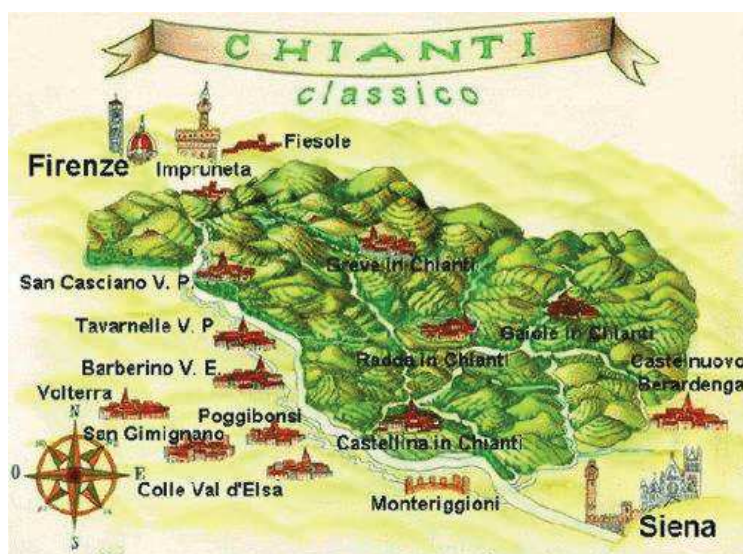 CHIANTI
classico
Fiesole
Firenze
Impruneta
Greve in Chianti
San Casciano V. P.
Tavarnelle V. P
Gaiole in Chianti
Radda in Chianti
Barberino V. E.
Castelnuovo
Berardenga
Volterra
Poggibonsi
San Gimignano
Castellina in Chianti
N
O
E
S
Colle Val d'Elsa
Monteriggioni
Siena